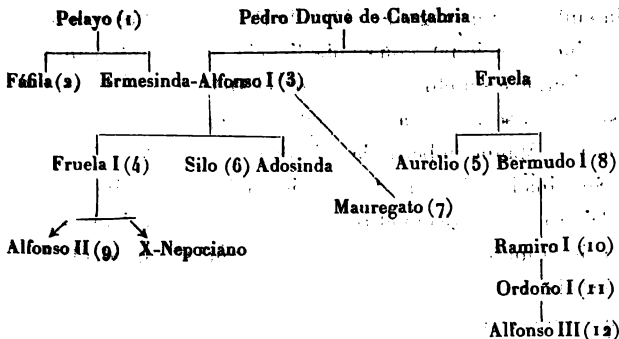 Pelayo (1) Pedro Duque de Cantabria
Fáfila (2) Ermesinda-Alfonso I (3) Fruela
Fruela I (4) Silo (6) Adosinda Aurelio (5) Bermudo I (8)
Mauregato (7)
Alfonso II (9) X-Nepociano Ramiro I (10)
Ordoño I (11)
Alfonso III (12)